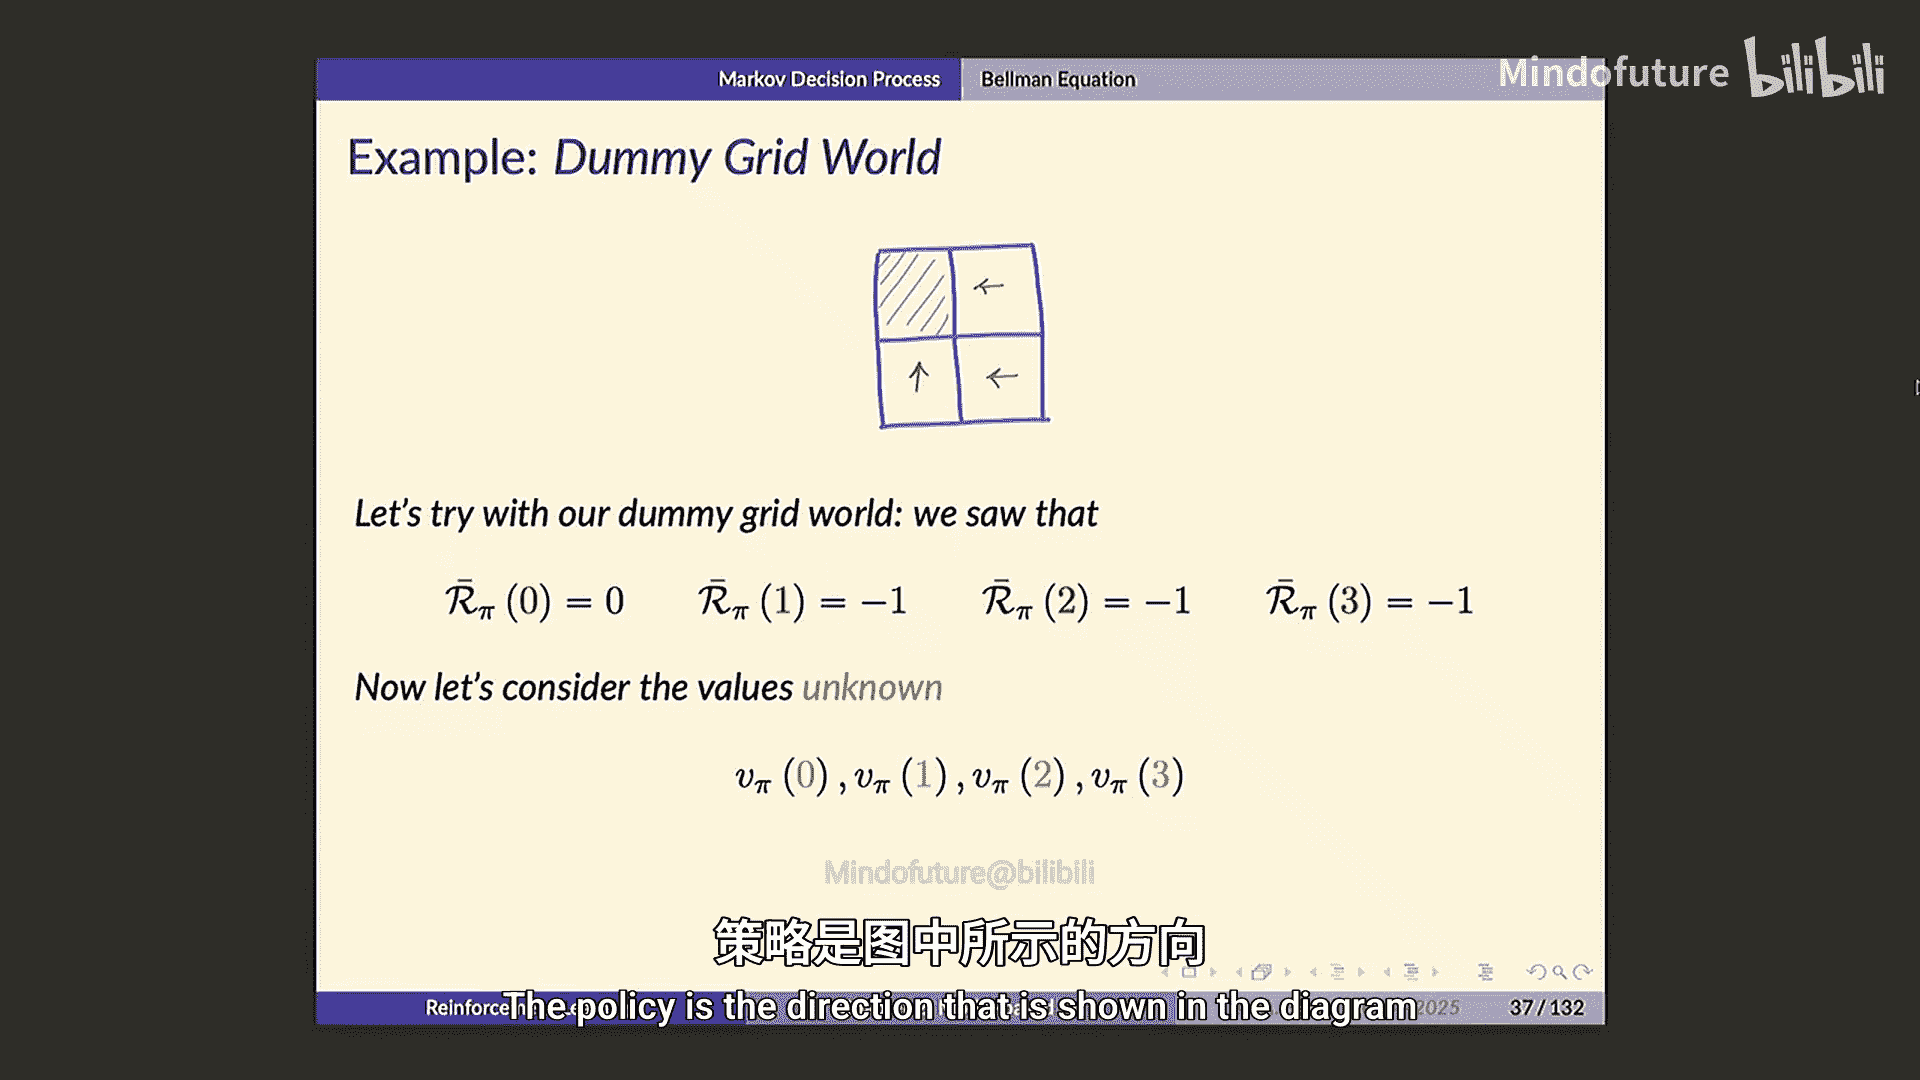 Mindofuture bilibili
Markov Decision Process Bellman Equation
Example: Dummy Grid World
Let's try with our dummy grid world: we saw that
R̄π (0) = 0 R̄π (1) = −1 R̄π (2) = −1 R̄π (3) = −1
Now let's consider the values unknown
vπ (0) , vπ (1) , vπ (2) , vπ (3)
Mindofuture@bilibili
策略是图中所示的方向
The policy is the direction that is shown in the diagram
2025 37 / 132